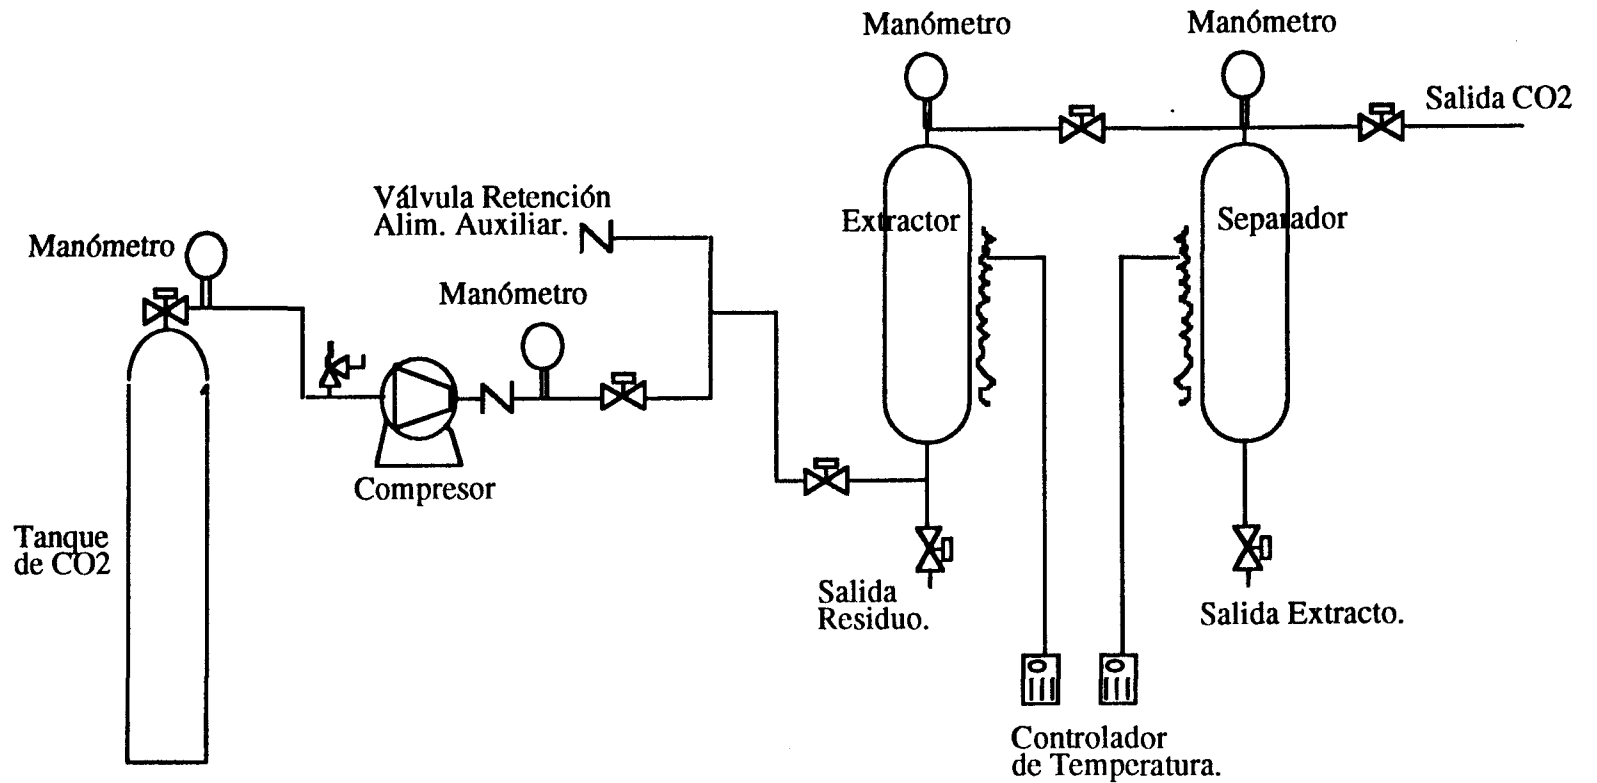 Manómetro
Manómetro
Salida CO2
Válvula Retención
Alim. Auxiliar.
Extractor
Separador
Manómetro
Manómetro
Compresor
Tanque
de CO2
Salida
Residuo.
Salida Extracto.
Controlador
de Temperatura.